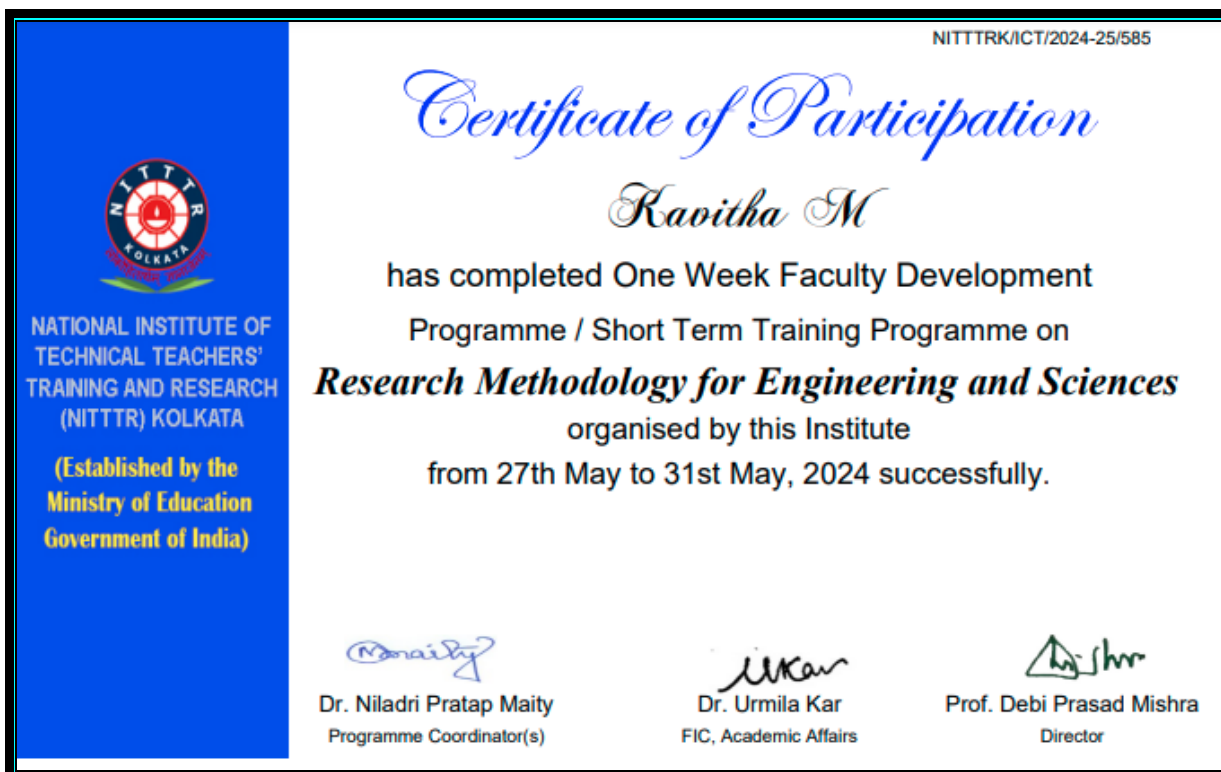 NITTTRK/ICT/2024-25/585
Certificate of Participation
Kavitha M
has completed One Week Faculty Development
Programme / Short Term Training Programme on
Research Methodology for Engineering and Sciences
organised by this Institute
from 27th May to 31st May, 2024 successfully.
NITTTR
KOLKATA
NATIONAL INSTITUTE OF
TECHNICAL TEACHERS'
TRAINING AND RESEARCH
(NITTTR) KOLKATA
(Established by the
Ministry of Education
Government of India)
Dr. Niladri Pratap Maity
Programme Coordinator(s)
Dr. Urmila Kar
FIC, Academic Affairs
Prof. Debi Prasad Mishra
Director